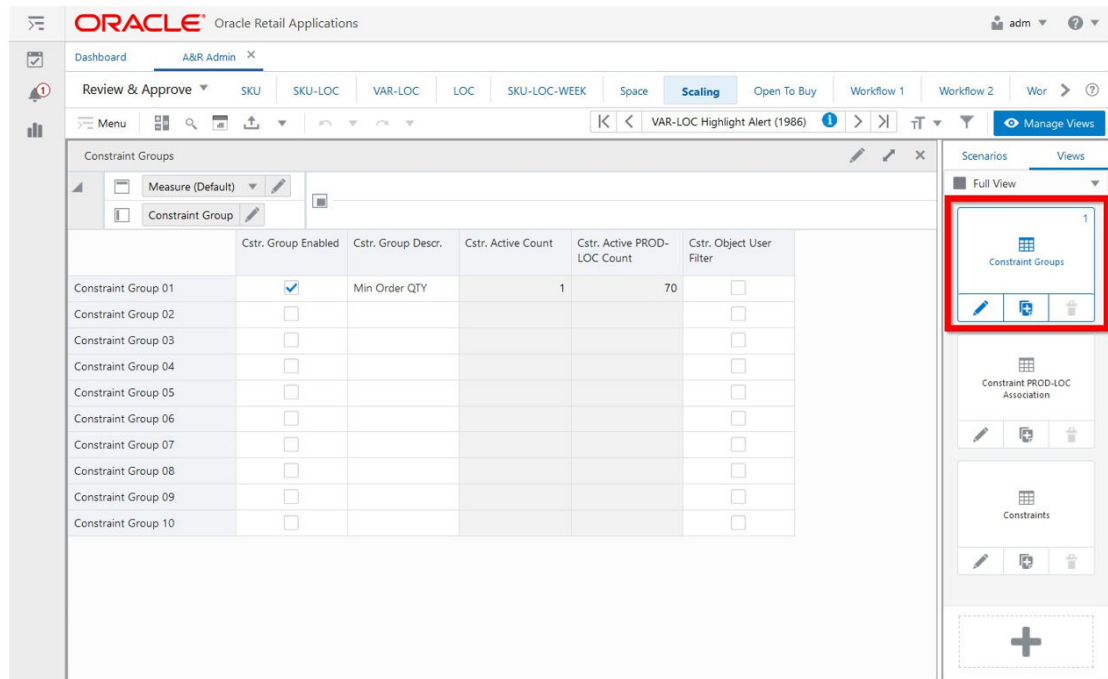 ORACLE® Oracle Retail Applications
adm
Dashboard A&R Admin
1
Review & Approve SKU SKU-LOC VAR-LOC LOC SKU-LOC-WEEK Space Scaling Open To Buy Workflow 1 Workflow 2 Wor
Menu VAR-LOC Highlight Alert (1986) Manage Views
Constraint Groups
Scenarios Views
Measure (Default)
Full View
Constraint Group
1
Constraint Groups
Cstr. Group Enabled Cstr. Group Descr. Cstr. Active Count Cstr. Active PROD-
LOC Count Cstr. Object User
Filter
Constraint Group 01 Min Order QTY 1 70
Constraint Group 02
Constraint Group 03
Constraint Group 04
Constraint Group 05
Constraint Group 06
Constraint Group 07
Constraint Group 08
Constraint Group 09
Constraint Group 10
Constraint PROD-LOC
Association
Constraints